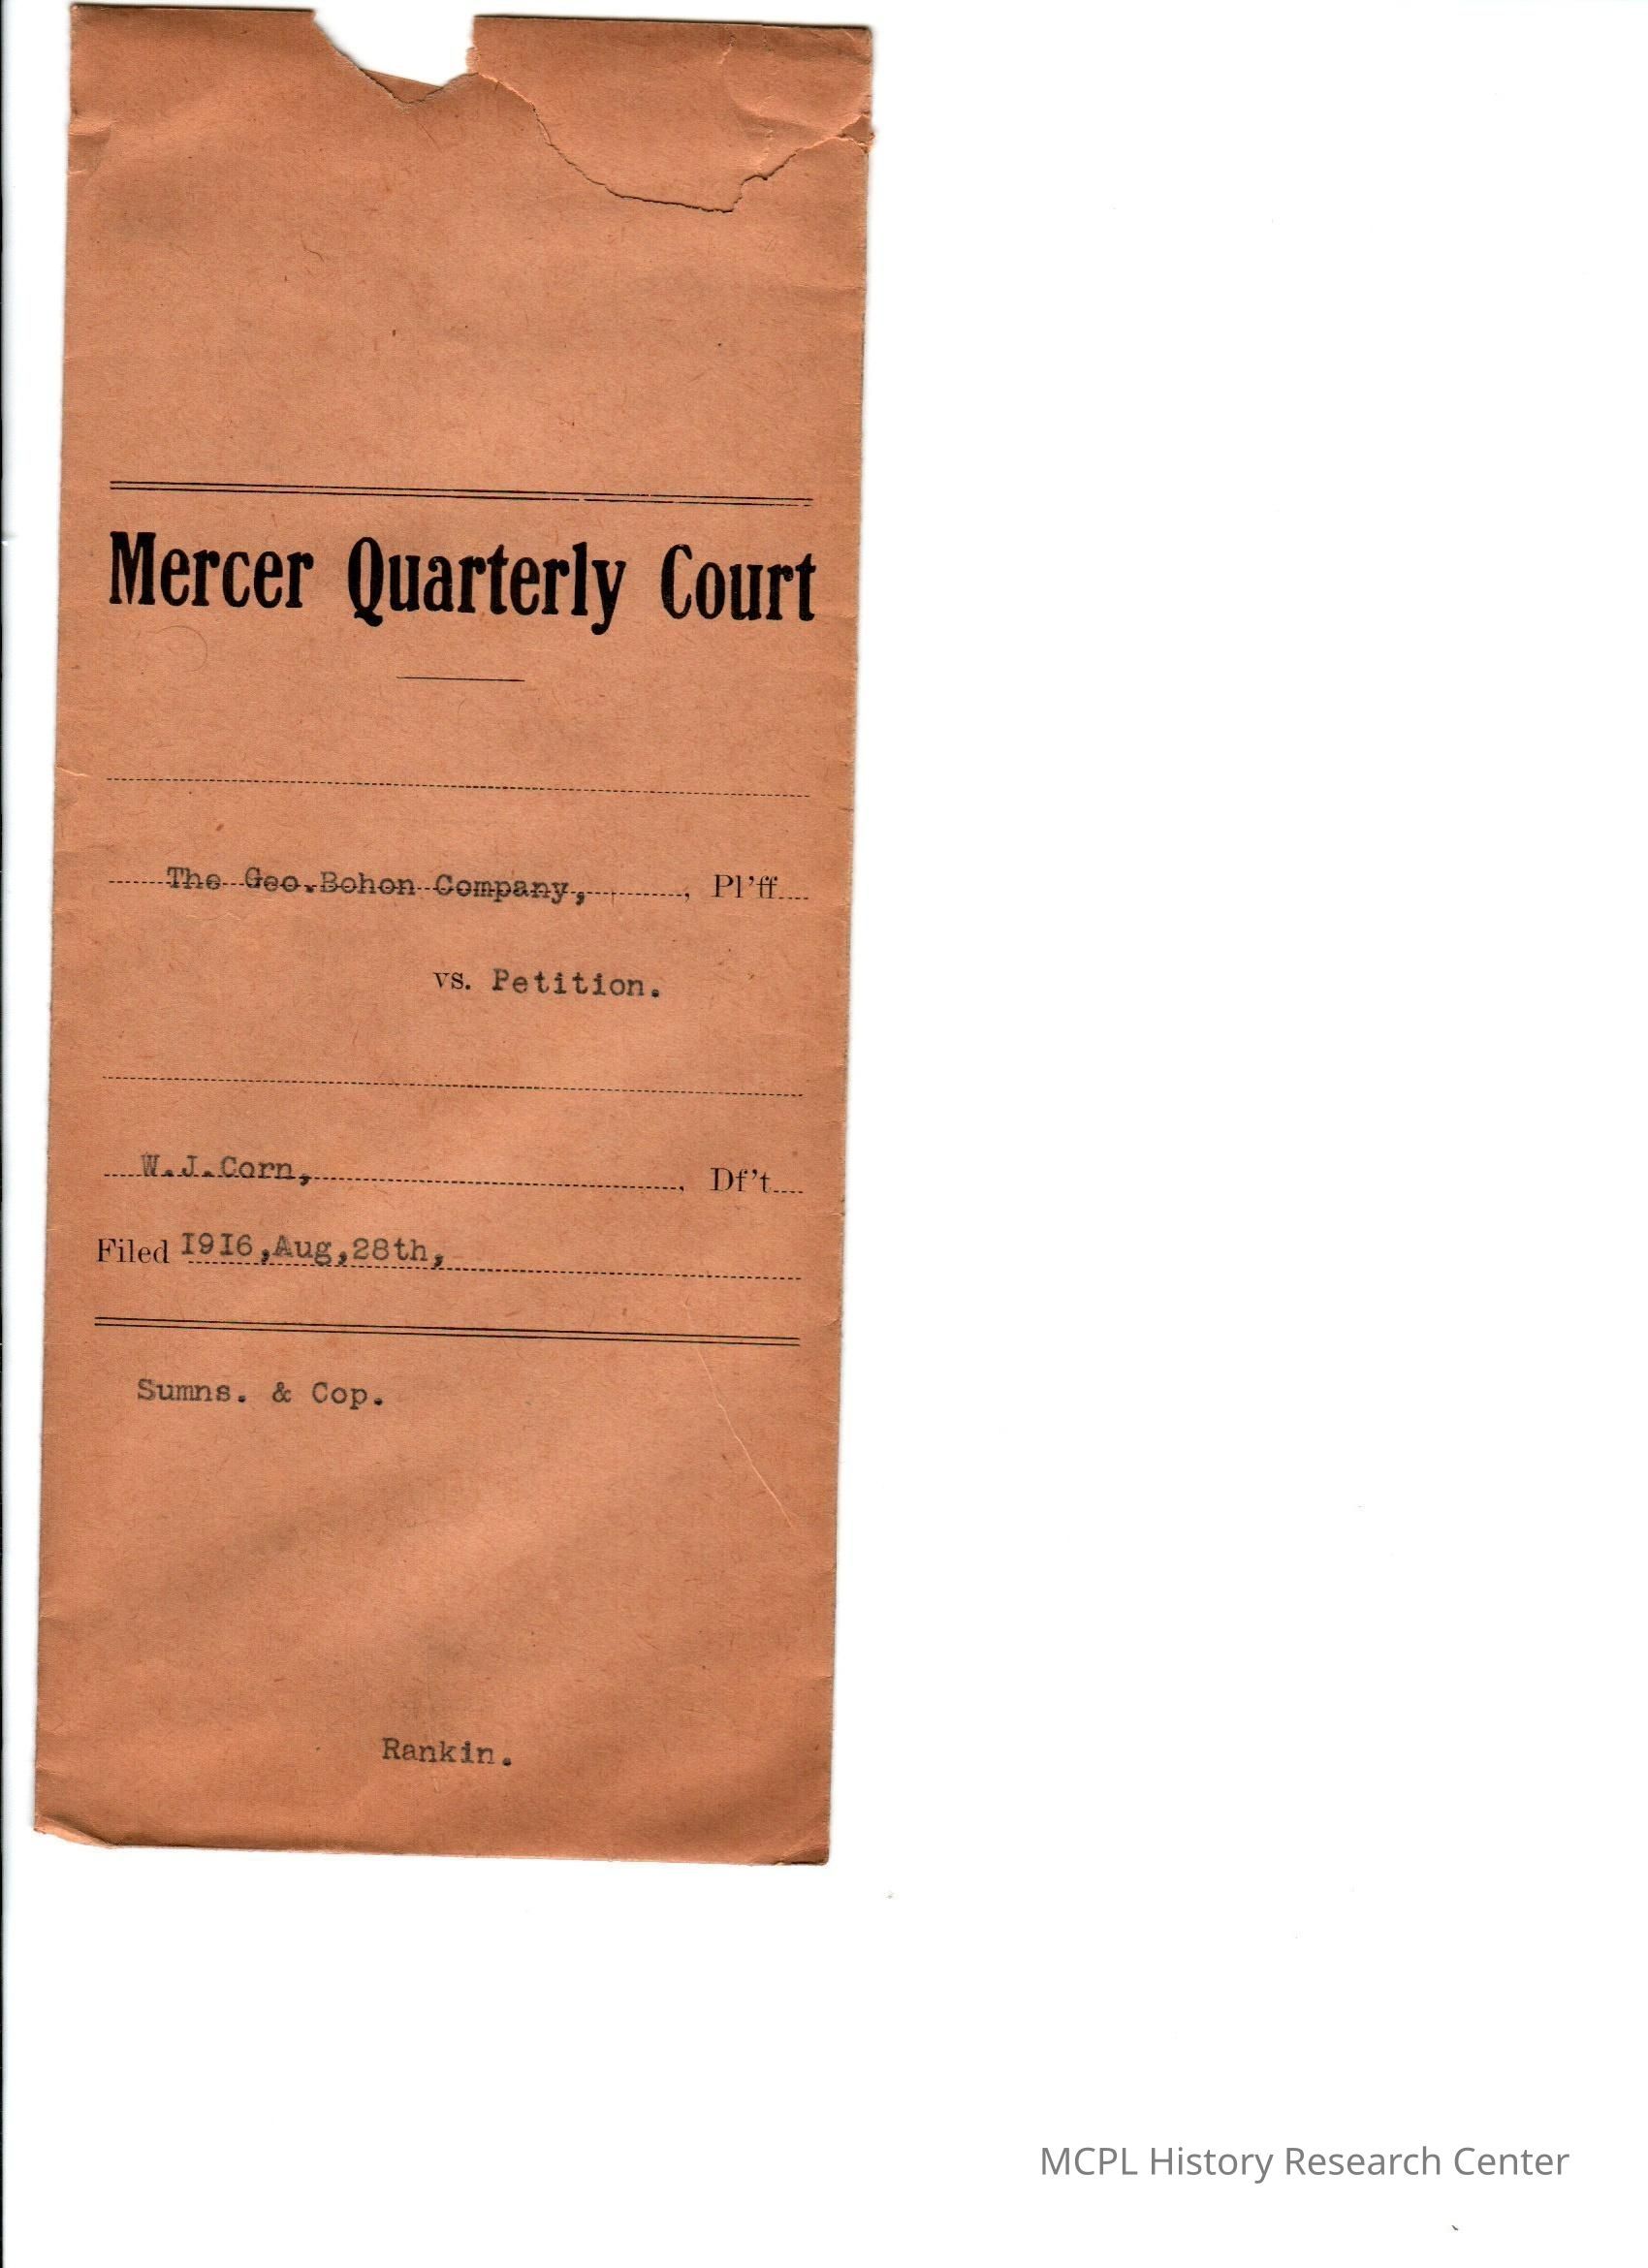 Mercer Quarterly Court
The Geo.Bohon Company, , Pl'ff
vs. Petition.
W.J.Corn, , Df't
Filed I9I6,Aug,28th,
Sumns. & Cop.
Rankin.
MCPL History Research Center